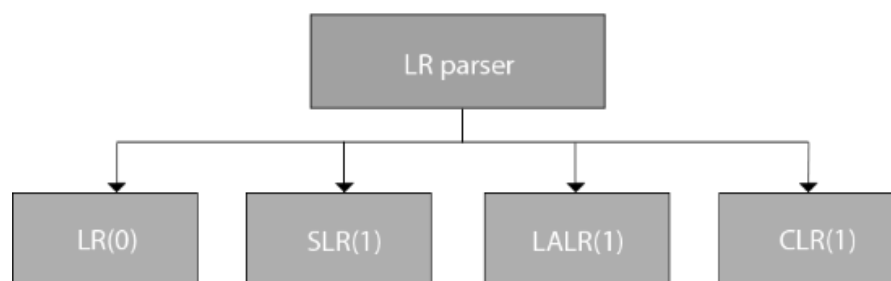 LR parser
LR(0)
SLR(1)
LALR(1)
CLR(1)